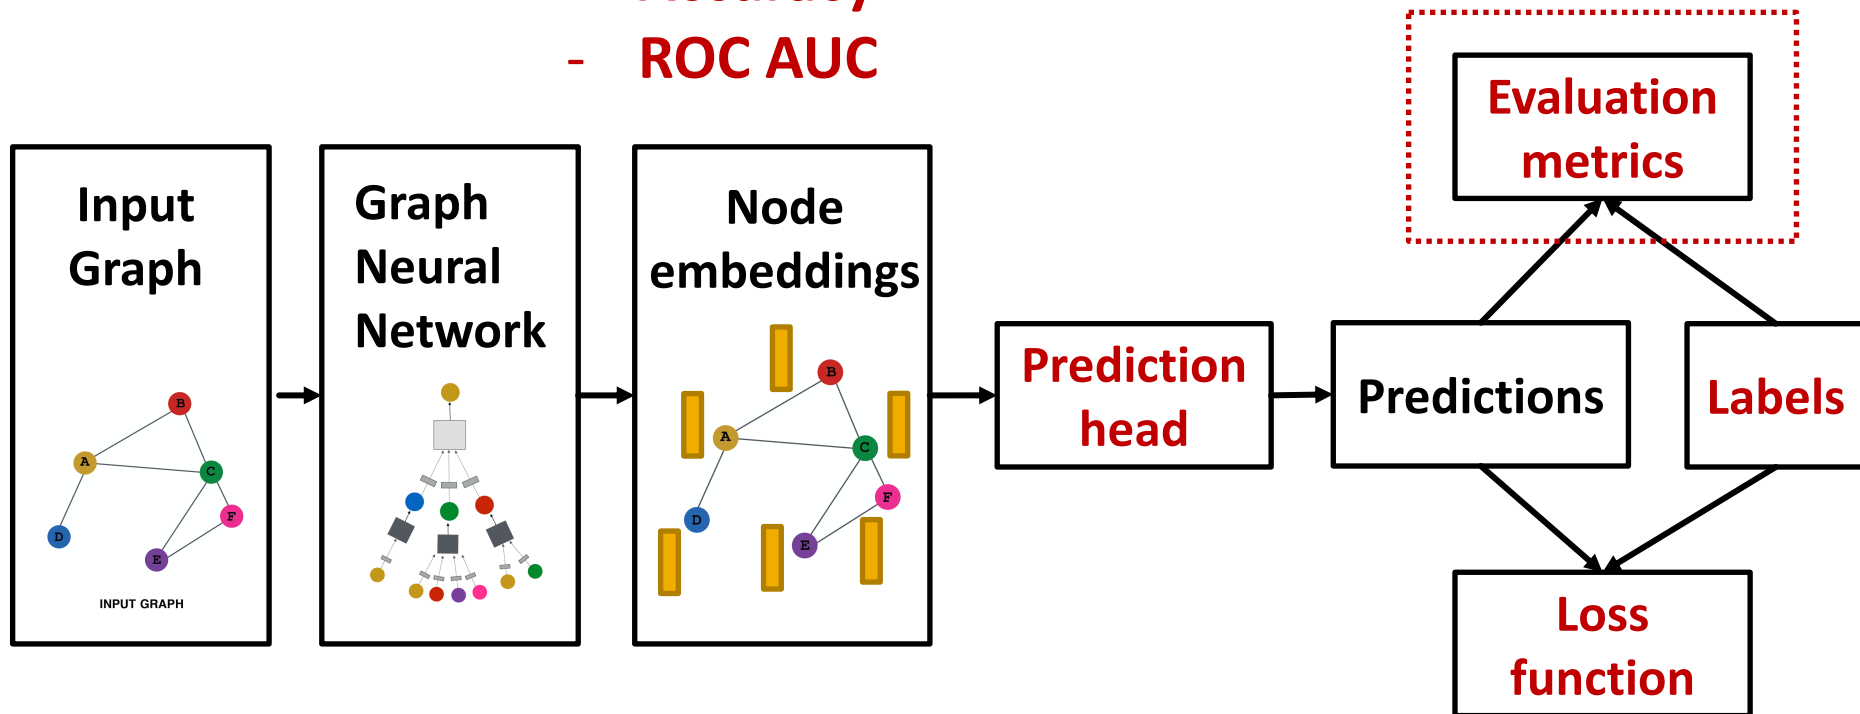 - ROC AUC
Input
Graph
B
A
C
F
D
E
INPUT GRAPH
Graph
Neural
Network
Node
embeddings
B
A
C
F
D
E
Prediction
head
Predictions
Labels
Evaluation
metrics
Loss
function